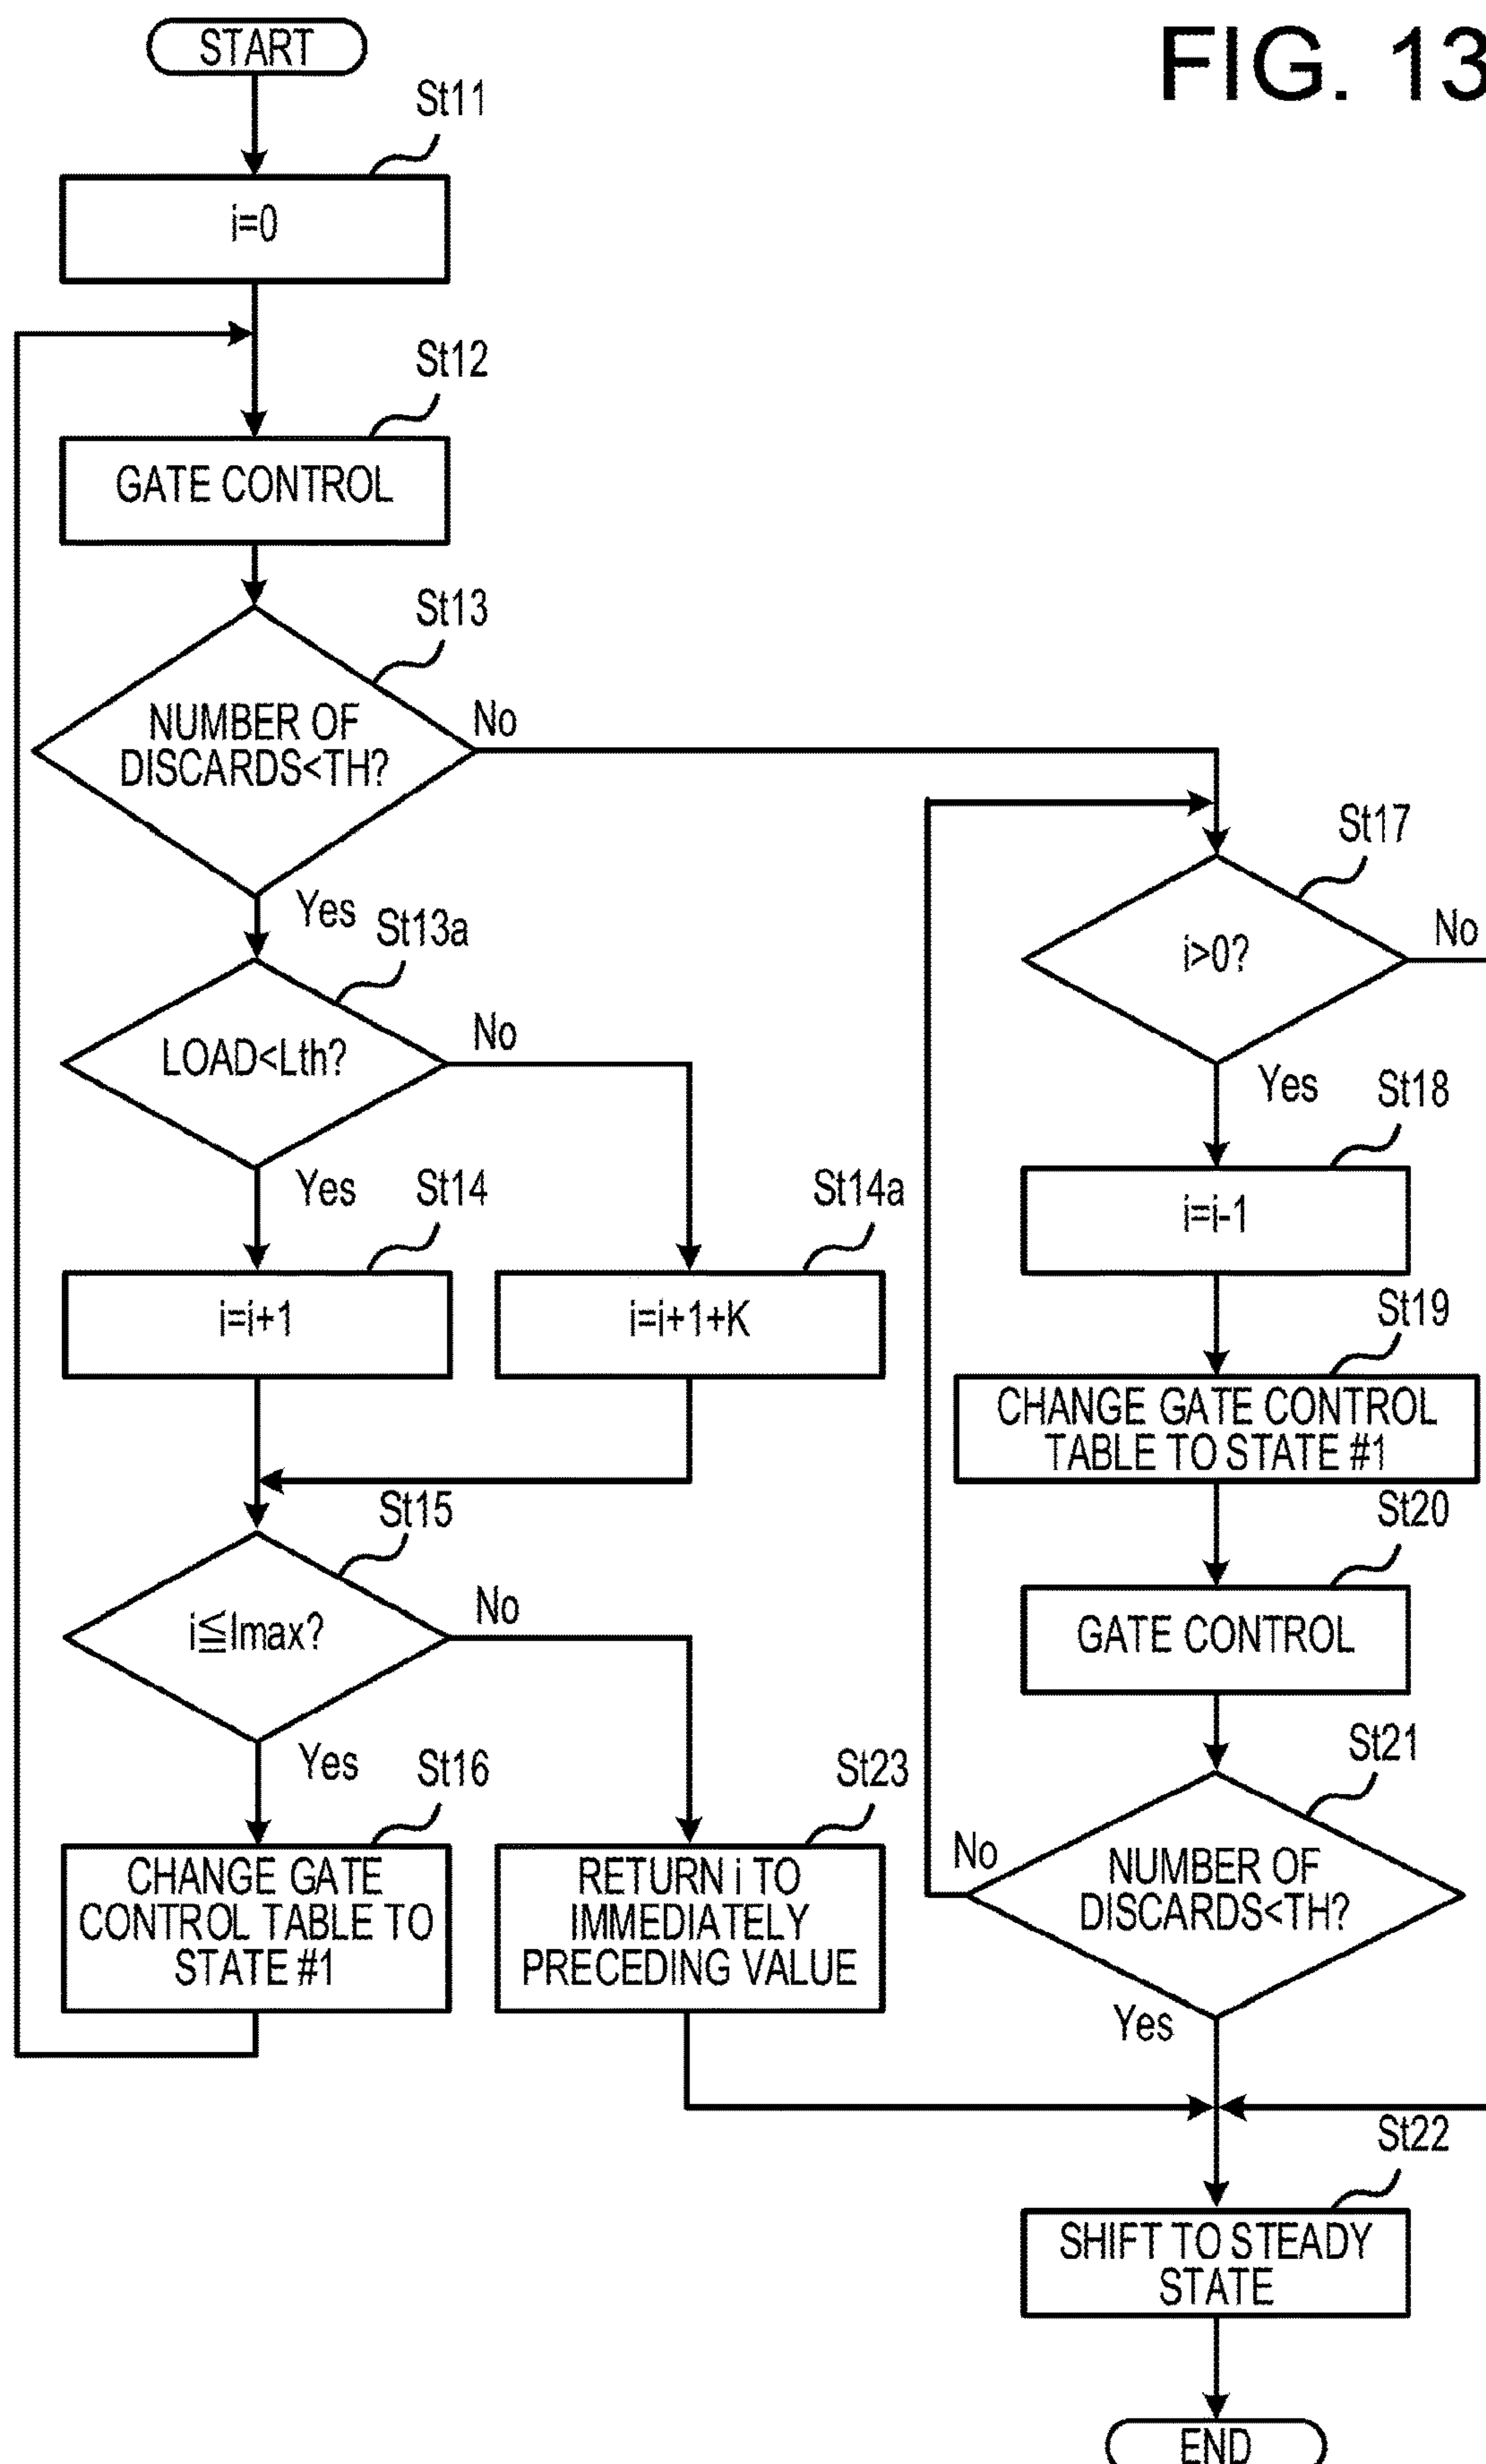 FIG. 13
START
St11
i=0
St12
GATE CONTROL
St13
NUMBER OF
DISCARDS<TH?
No
Yes
St13a
LOAD<Lth?
No
Yes
St14
i=i+1
St14a
i=i+1+K
St15
i≦Imax?
No
Yes
St16
CHANGE GATE
CONTROL TABLE TO
STATE #1
St23
RETURN i TO
IMMEDIATELY
PRECEDING VALUE
St17
i>0?
No
Yes
St18
i=i-1
St19
CHANGE GATE CONTROL
TABLE TO STATE #1
St20
GATE CONTROL
St21
NUMBER OF
DISCARDS<TH?
No
Yes
St22
SHIFT TO STEADY
STATE
END